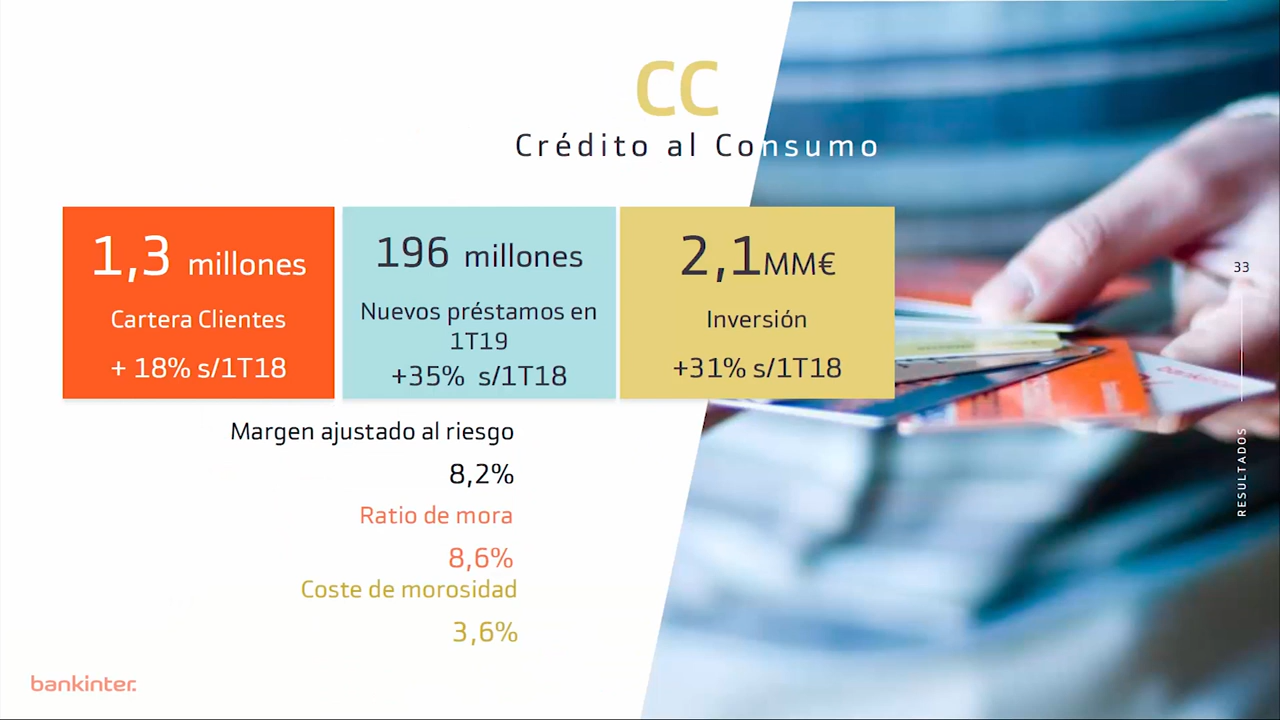 CC
Crédito al Consumo
1,3 millones
Cartera Clientes
+ 18% s/1T18
196 millones
Nuevos préstamos en
1T19
+35% s/1T18
2,1MM€
Inversión
+31% s/1T18
33
RESULTADOS
bankinter.
Margen ajustado al riesgo
8,2%
Ratio de mora
8,6%
Coste de morosidad
3,6%
bankinter.